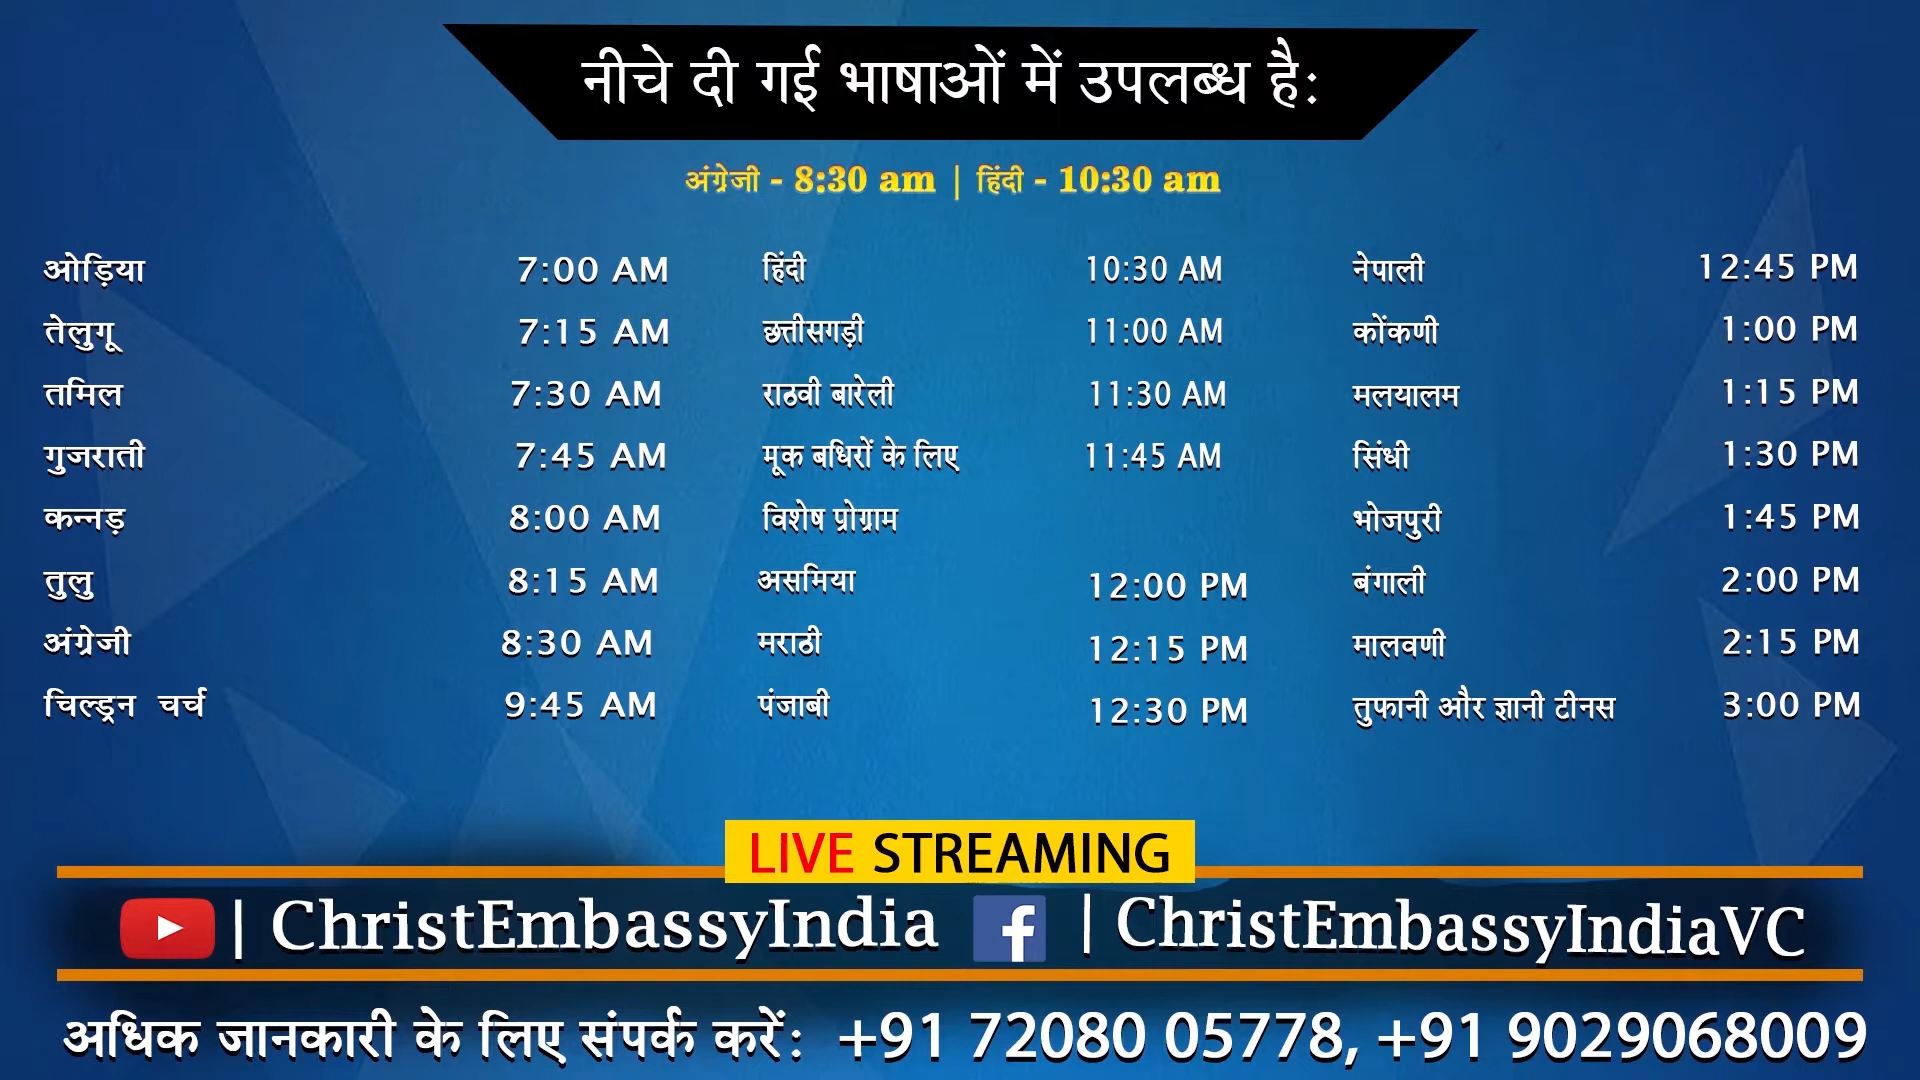 नीचे दी गई भाषाओं में उपलब्ध है:
अंग्रेजी - 8:30 am | हिंदी - 10:30 am
ओड़िया 7:00 AM
तेलुगू 7:15 AM
तमिल 7:30 AM
गुजराती 7:45 AM
कन्नड़ 8:00 AM
तुलु 8:15 AM
अंग्रेजी 8:30 AM
चिल्ड्रन चर्च 9:45 AM
हिंदी 10:30 AM
छत्तीसगड़ी 11:00 AM
राठवी बारेली 11:30 AM
मूक बधिरों के लिए 11:45 AM
विशेष प्रोग्राम
असमिया 12:00 PM
मराठी 12:15 PM
पंजाबी 12:30 PM
नेपाली 12:45 PM
कोंकणी 1:00 PM
मलयालम 1:15 PM
सिंधी 1:30 PM
भोजपुरी 1:45 PM
बंगाली 2:00 PM
मालवणी 2:15 PM
तुफानी और ज्ञानी टीनस 3:00 PM
LIVE STREAMING
| ChristEmbassyIndia | ChristEmbassyIndiaVC
अधिक जानकारी के लिए संपर्क करें: +91 72080 05778, +91 9029068009